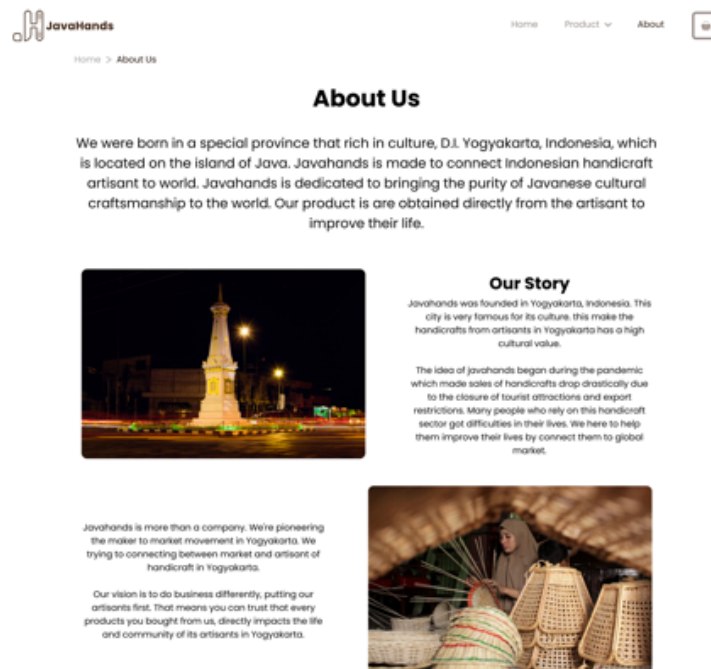 JavaHands
Home Product About
Home > About Us
About Us
We were born in a special province that rich in culture, D.I. Yogyakarta, Indonesia, which
is located on the island of Java. Javahands is made to connect Indonesian handicraft
artisant to world. Javahands is dedicated to bringing the purity of Javanese cultural
craftsmanship to the world. Our product is are obtained directly from the artisant to
improve their life.
Our Story
Javahands was founded in Yogyakarta, Indonesia. This
city is very famous for its culture. this make the
handicrafts from artisants in Yogyakarta has a high
cultural value.
The idea of javahands began during the pandemic
which made sales of handicrafts drop drastically due
to the closure of tourist attractions and export
restrictions. Many people who rely on this handicraft
sector got difficulties in their lives. We here to help
them improve their lives by connect them to global
market.
Javahands is more than a company. We're pioneering
the maker to market movement in Yogyakarta. We
trying to connecting between market and artisant of
handicraft in Yogyakarta.
Our vision is to do business differently, putting our
artisants first. That means you can trust that every
products you bought from us, directly impacts the life
and community of its artisants in Yogyakarta.